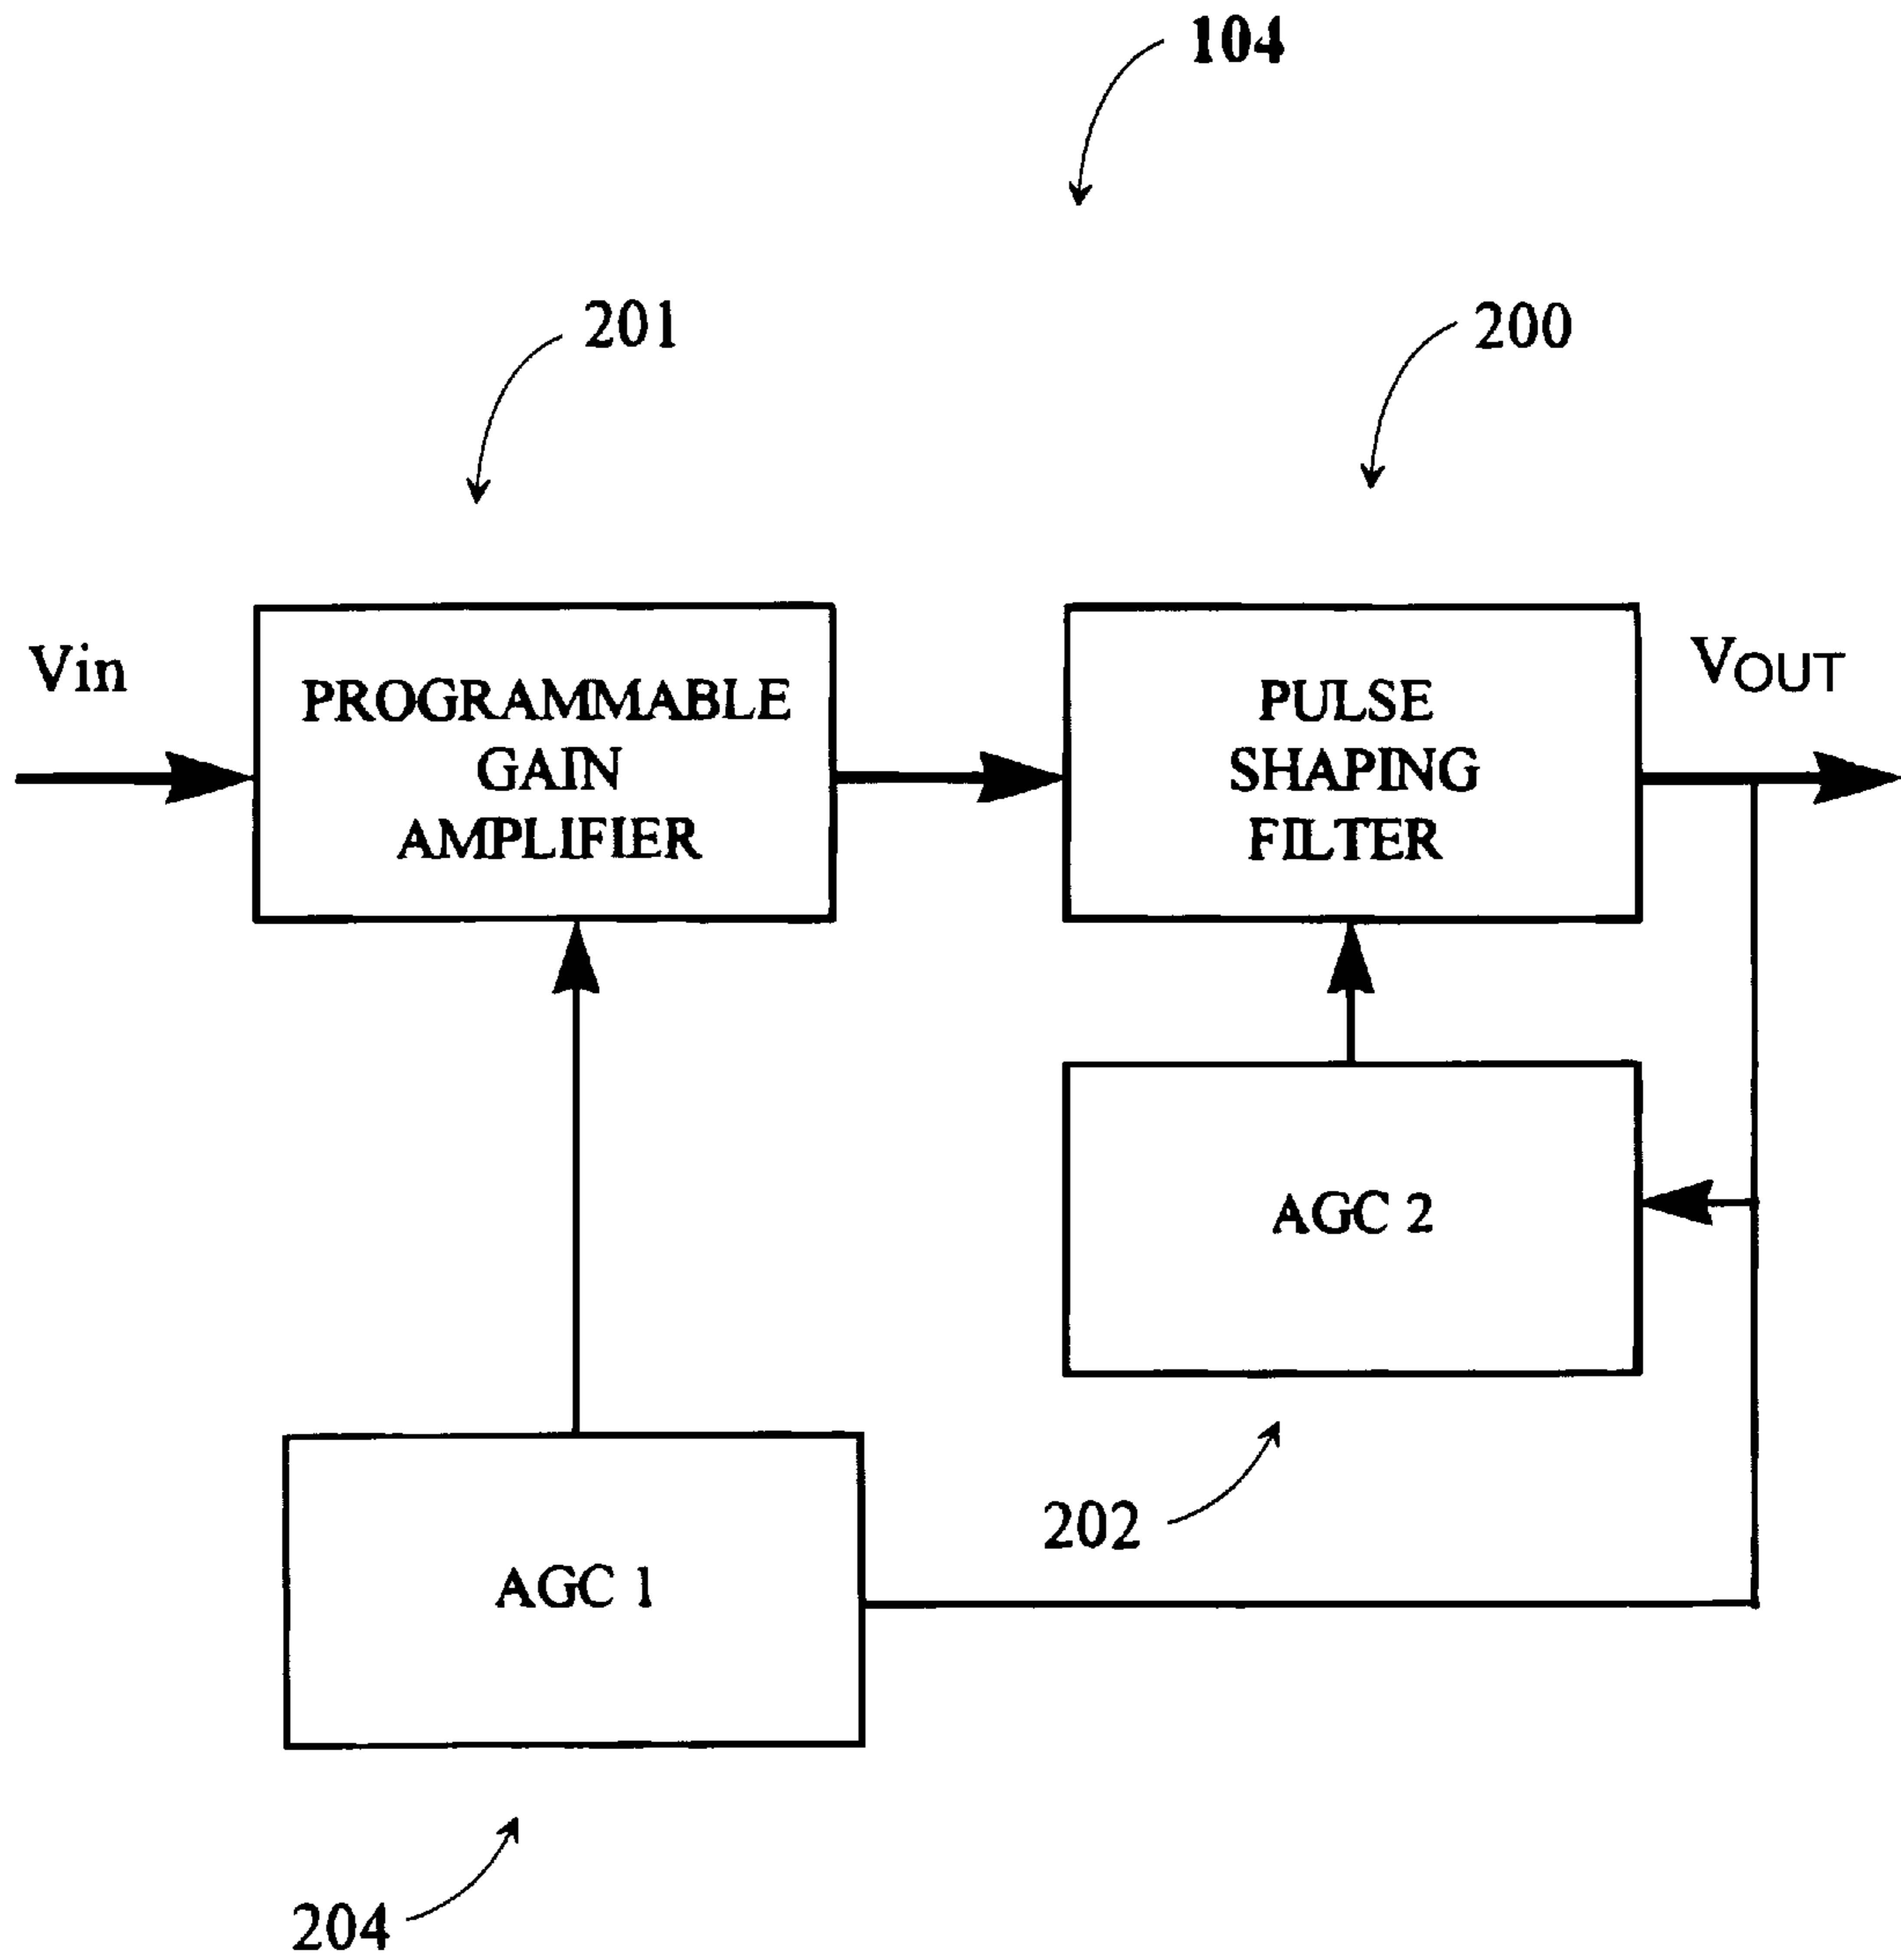 104
201
200
Vin
PROGRAMMABLE
GAIN
AMPLIFIER
PULSE
SHAPING
FILTER
VOUT
AGC 2
202
AGC 1
204